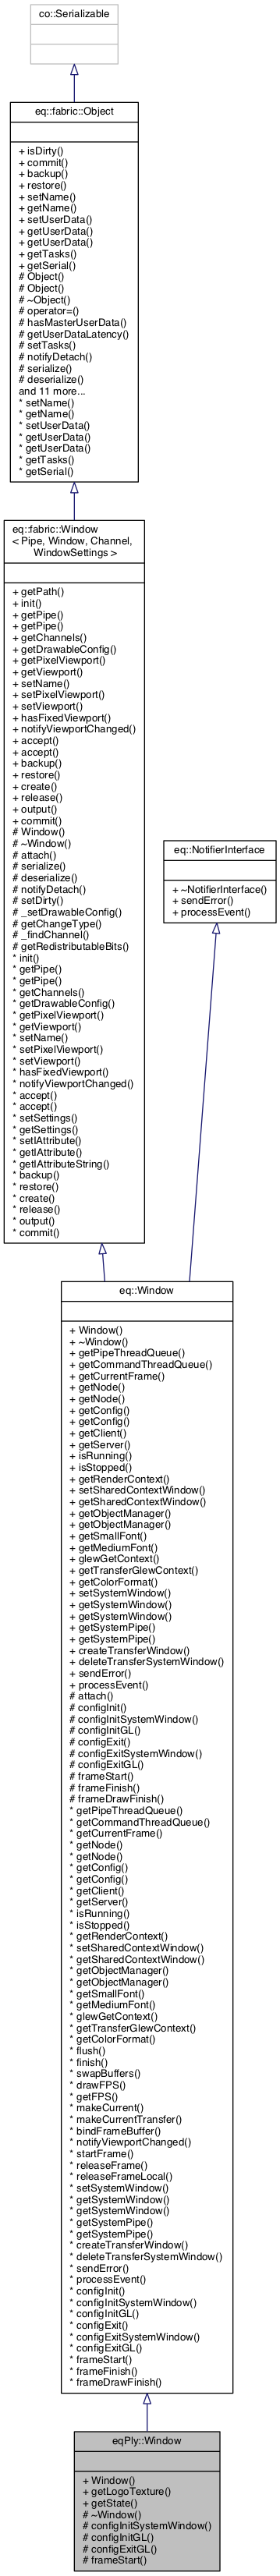 co::Serializable
eq::fabric::Object
+ isDirty()
+ commit()
+ backup()
+ restore()
+ setName()
+ getName()
+ setUserData()
+ getUserData()
+ getUserData()
+ getTasks()
+ getSerial()
# Object()
# Object()
# ~Object()
# operator=()
# hasMasterUserData()
# getUserDataLatency()
# setTasks()
# notifyDetach()
# serialize()
# deserialize()
and 11 more...
* setName()
* getName()
* setUserData()
* getUserData()
* getUserData()
* getTasks()
* getSerial()
eq::fabric::Window
< Pipe, Window, Channel,
WindowSettings >
+ getPath()
+ init()
+ getPipe()
+ getPipe()
+ getChannels()
+ getDrawableConfig()
+ getPixelViewport()
+ getViewport()
+ setName()
+ setPixelViewport()
+ setViewport()
+ hasFixedViewport()
+ notifyViewportChanged()
+ accept()
+ accept()
+ backup()
+ restore()
+ create()
+ release()
+ output()
+ commit()
# Window()
# ~Window()
# attach()
# serialize()
# deserialize()
# notifyDetach()
# setDirty()
# _setDrawableConfig()
# getChangeType()
# _findChannel()
# getRedistributableBits()
* init()
* getPipe()
* getPipe()
* getChannels()
* getDrawableConfig()
* getPixelViewport()
* getViewport()
* setName()
* setPixelViewport()
* setViewport()
* hasFixedViewport()
* notifyViewportChanged()
* accept()
* accept()
* setSettings()
* getSettings()
* setIAttribute()
* getIAttribute()
* getIAttributeString()
* backup()
* restore()
* create()
* release()
* output()
* commit()
eq::NotifierInterface
+ ~NotifierInterface()
+ sendError()
+ processEvent()
eq::Window
+ Window()
+ ~Window()
+ getPipeThreadQueue()
+ getCommandThreadQueue()
+ getCurrentFrame()
+ getNode()
+ getNode()
+ getConfig()
+ getConfig()
+ getClient()
+ getServer()
+ isRunning()
+ isStopped()
+ getRenderContext()
+ setSharedContextWindow()
+ getSharedContextWindow()
+ getObjectManager()
+ getObjectManager()
+ getSmallFont()
+ getMediumFont()
+ glewGetContext()
+ getTransferGlewContext()
+ getColorFormat()
+ setSystemWindow()
+ getSystemWindow()
+ getSystemWindow()
+ getSystemPipe()
+ getSystemPipe()
+ createTransferWindow()
+ deleteTransferSystemWindow()
+ sendError()
+ processEvent()
# attach()
# configInit()
# configInitSystemWindow()
# configInitGL()
# configExit()
# configExitSystemWindow()
# configExitGL()
# frameStart()
# frameFinish()
# frameDrawFinish()
* getPipeThreadQueue()
* getCommandThreadQueue()
* getCurrentFrame()
* getNode()
* getNode()
* getConfig()
* getConfig()
* getClient()
* getServer()
* isRunning()
* isStopped()
* getRenderContext()
* setSharedContextWindow()
* getSharedContextWindow()
* getObjectManager()
* getObjectManager()
* getSmallFont()
* getMediumFont()
* glewGetContext()
* getTransferGlewContext()
* getColorFormat()
* flush()
* finish()
* swapBuffers()
* drawFPS()
* getFPS()
* makeCurrent()
* makeCurrentTransfer()
* bindFrameBuffer()
* notifyViewportChanged()
* startFrame()
* releaseFrame()
* releaseFrameLocal()
* setSystemWindow()
* getSystemWindow()
* getSystemWindow()
* getSystemPipe()
* getSystemPipe()
* createTransferWindow()
* deleteTransferSystemWindow()
* sendError()
* processEvent()
* configInit()
* configInitSystemWindow()
* configInitGL()
* configExit()
* configExitSystemWindow()
* configExitGL()
* frameStart()
* frameFinish()
* frameDrawFinish()
eqPly::Window
+ Window()
+ getLogoTexture()
+ getState()
# ~Window()
# configInitSystemWindow()
# configInitGL()
# configExitGL()
# frameStart()